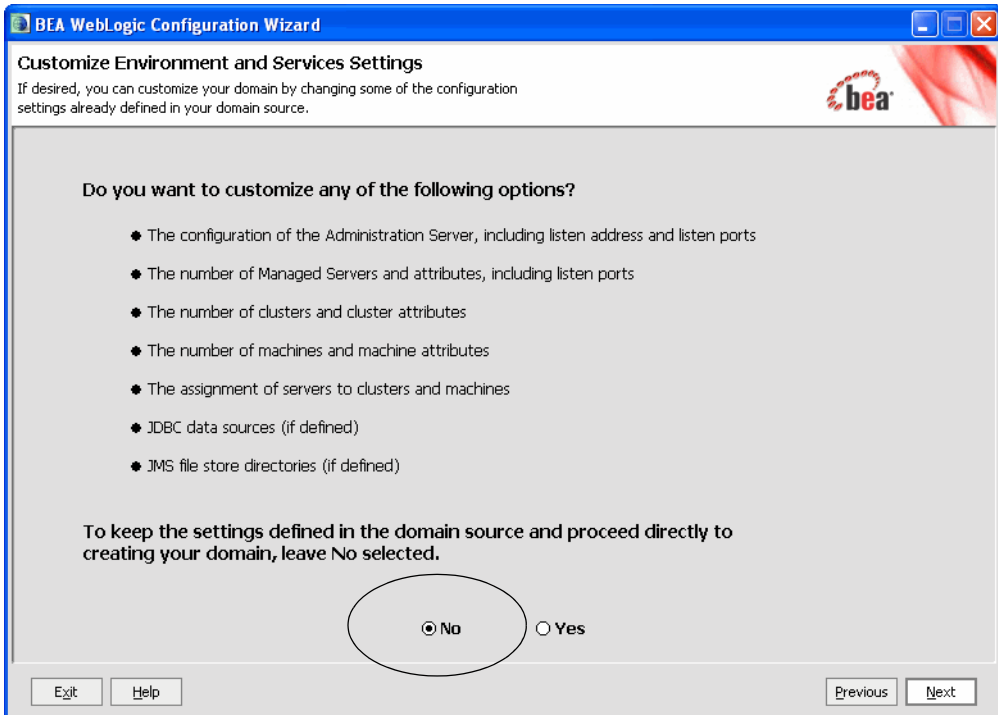 BEA WebLogic Configuration Wizard
Customize Environment and Services Settings
If desired, you can customize your domain by changing some of the configuration
settings already defined in your domain source.
bea
Do you want to customize any of the following options?
The configuration of the Administration Server, including listen address and listen ports
The number of Managed Servers and attributes, including listen ports
The number of clusters and cluster attributes
The number of machines and machine attributes
The assignment of servers to clusters and machines
JDBC data sources (if defined)
JMS file store directories (if defined)
To keep the settings defined in the domain source and proceed directly to
creating your domain, leave No selected.
No Yes
Exit Help Previous Next